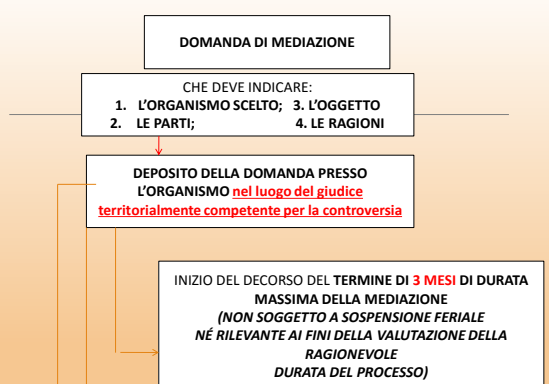 DOMANDA DI MEDIAZIONE
CHE DEVE INDICARE:
1. L'ORGANISMO SCELTO; 3. L'OGGETTO
2. LE PARTI; 4. LE RAGIONI
DEPOSITO DELLA DOMANDA PRESSO
L'ORGANISMO nel luogo del giudice
territorialmente competente per la controversia
INIZIO DEL DECORSO DEL TERMINE DI 3 MESI DI DURATA
MASSIMA DELLA MEDIAZIONE
(NON SOGGETTO A SOSPENSIONE FERIALE
NÉ RILEVANTE AI FINI DELLA VALUTAZIONE DELLA
RAGIONEVOLE
DURATA DEL PROCESSO)